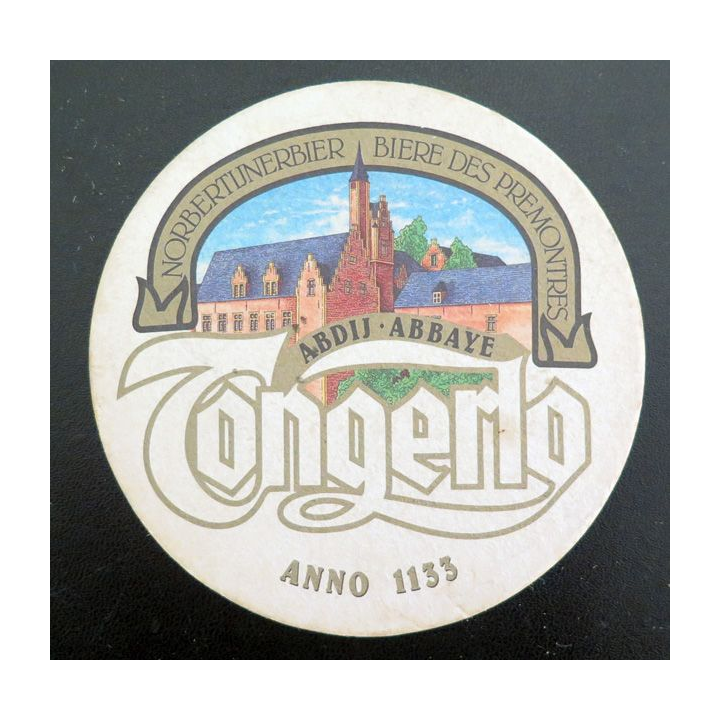 NORBERTIJNERBIER BIERE DES PREMONTRES
ABDIJ · ABBAYE
Tongerlo
ANNO 1133